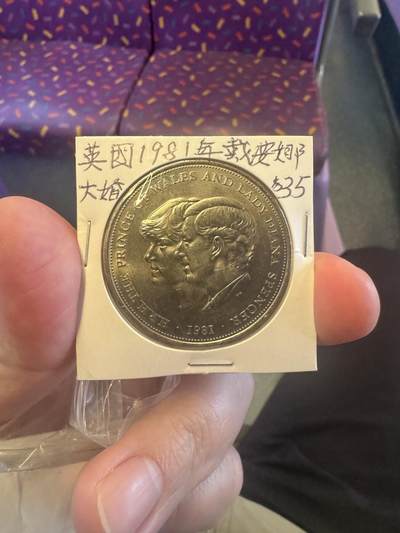 英国1981年戴安娜
大婚 $35
H.R.H. THE PRINCE OF WALES AND LADY DIANA SPENCER
· 1981 ·